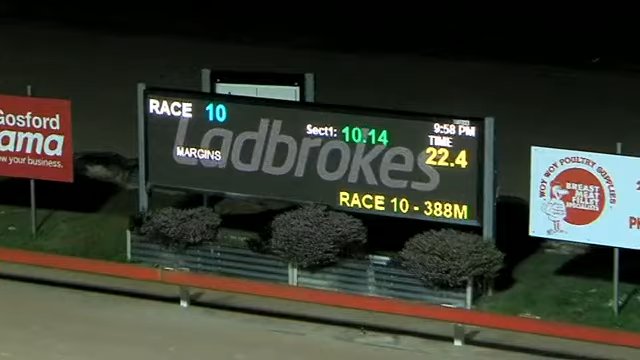 Gosford
ama
w your business.
RACE 10
Ladbrokes
Sect1: 10.14
9:58 PM
TIME
22.4
MARGINS
RACE 10 - 388M
WOY WOY POULTRY SUPPLIES
BREAST
MEAT
FILLET
SPECIALISTS